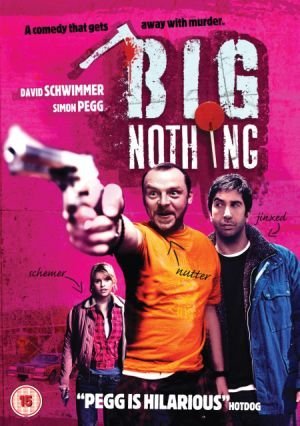 A comedy that gets away with murder.
DAVID SCHWIMMER
SIMON PEGG
BIG
NOTHING
jinxed
nutter
schemer
15
"PEGG IS HILARIOUS" HOTDOG